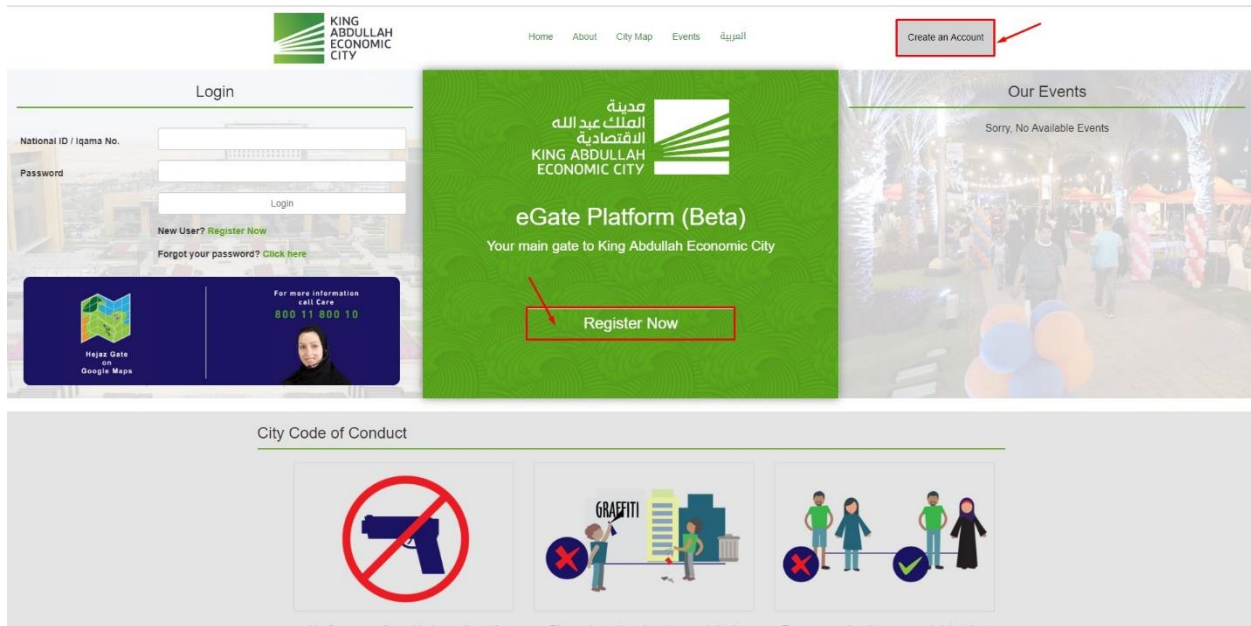 KING
ABDULLAH
ECONOMIC
CITY
Home About City Map Events العربية
Create an Account
Login
National ID / Iqama No.
Password
Login
New User? Register Now
Forgot your password? Click here
Hejaz Gate
on
Google Maps
For more information
call Care
800 11 800 10
مدينة
الملك عبد الله
الاقتصادية
KING ABDULLAH
ECONOMIC CITY
eGate Platform (Beta)
Your main gate to King Abdullah Economic City
Register Now
Our Events
Sorry, No Available Events
City Code of Conduct
GRAFFITI